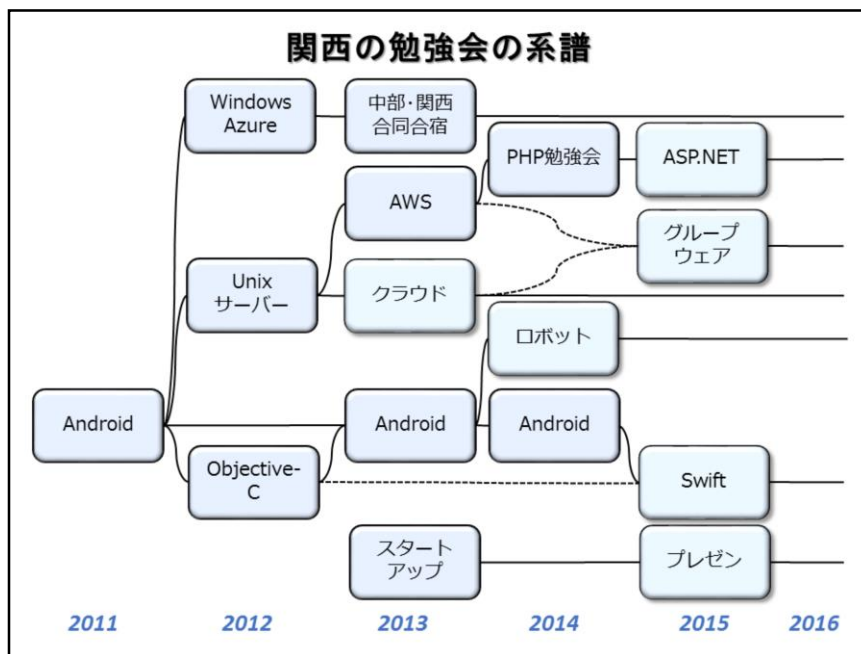 関西の勉強会の系譜
Windows
Azure
中部・関西
合同合宿
PHP勉強会
ASP.NET
AWS
グループ
ウェア
Unix
サーバー
クラウド
ロボット
Android
Android
Android
Objective-
C
Swift
スタート
アップ
プレゼン
2011
2012
2013
2014
2015
2016